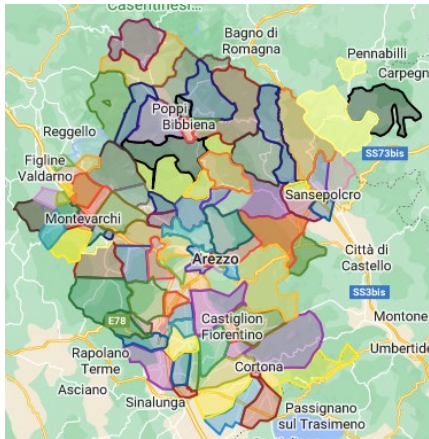 Casentinesi...
Bagno di
Romagna
Pennabilli
Carpegn
Poppi
Bibbiena
Reggello
SS73bis
Figline
Valdarno
Sansepolcro
Montevarchi
Arezzo
Città di
Castello
SS3bis
E78
Castiglion
Fiorentino
Montone
Rapolano
Terme
Umbertide
Cortona
Asciano
Sinalunga
Passignano
sul Trasimeno